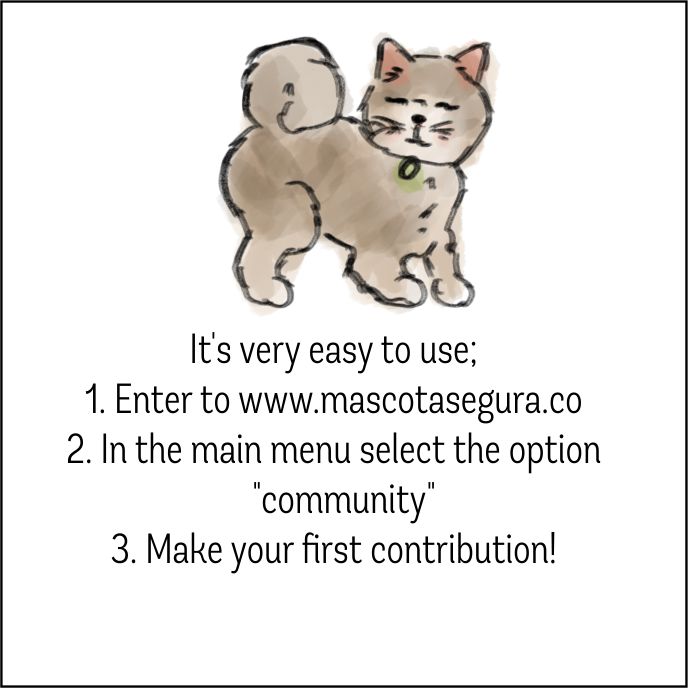 It's very easy to use;
1. Enter to www.mascotasegura.co
2. In the main menu select the option
"community"
3. Make your first contribution!